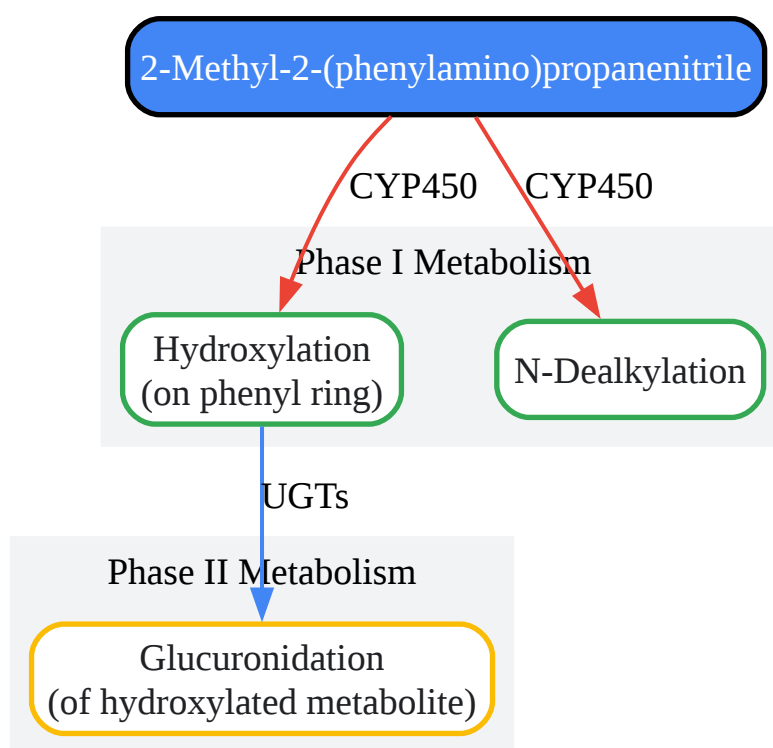 2-Methyl-2-(phenylamino)propanenitrile
CYP450
CYP450
Phase I Metabolism
Hydroxylation
(on phenyl ring)
N-Dealkylation
UGTs
Phase II Metabolism
Glucuronidation
(of hydroxylated metabolite)